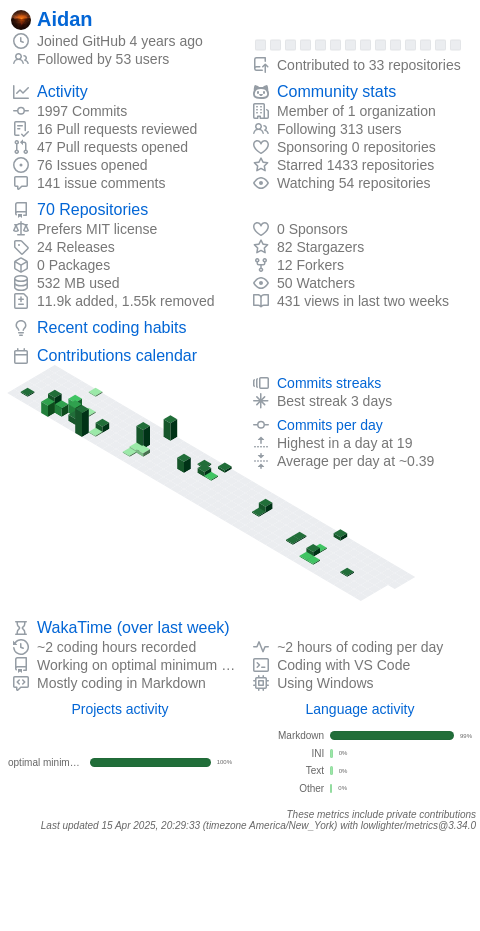 Aidan
Joined GitHub 4 years ago
Followed by 53 users
Contributed to 33 repositories
Activity
1997 Commits
16 Pull requests reviewed
47 Pull requests opened
76 Issues opened
141 issue comments
Community stats
Member of 1 organization
Following 313 users
Sponsoring 0 repositories
Starred 1433 repositories
Watching 54 repositories
70 Repositories
Prefers MIT license
24 Releases
0 Packages
532 MB used
11.9k added, 1.55k removed
0 Sponsors
82 Stargazers
12 Forkers
50 Watchers
431 views in last two weeks
Recent coding habits
Contributions calendar
Commits streaks
Best streak 3 days
Commits per day
Highest in a day at 19
Average per day at ~0.39
WakaTime (over last week)
~2 coding hours recorded
Working on optimal minimum …
Mostly coding in Markdown
~2 hours of coding per day
Coding with VS Code
Using Windows
Projects activity
optimal minim… 100%
Language activity
Markdown 99%
INI 0%
Text 0%
Other 0%
These metrics include private contributions
Last updated 15 Apr 2025, 20:29:33 (timezone America/New_York) with lowlighter/metrics@3.34.0